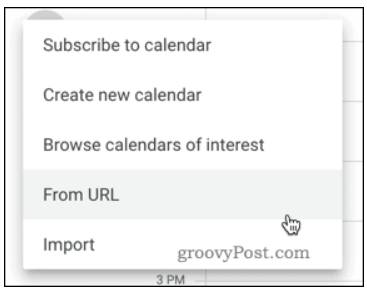 Subscribe to calendar
Create new calendar
Browse calendars of interest
From URL
Import
groovyPost.com
3 PM